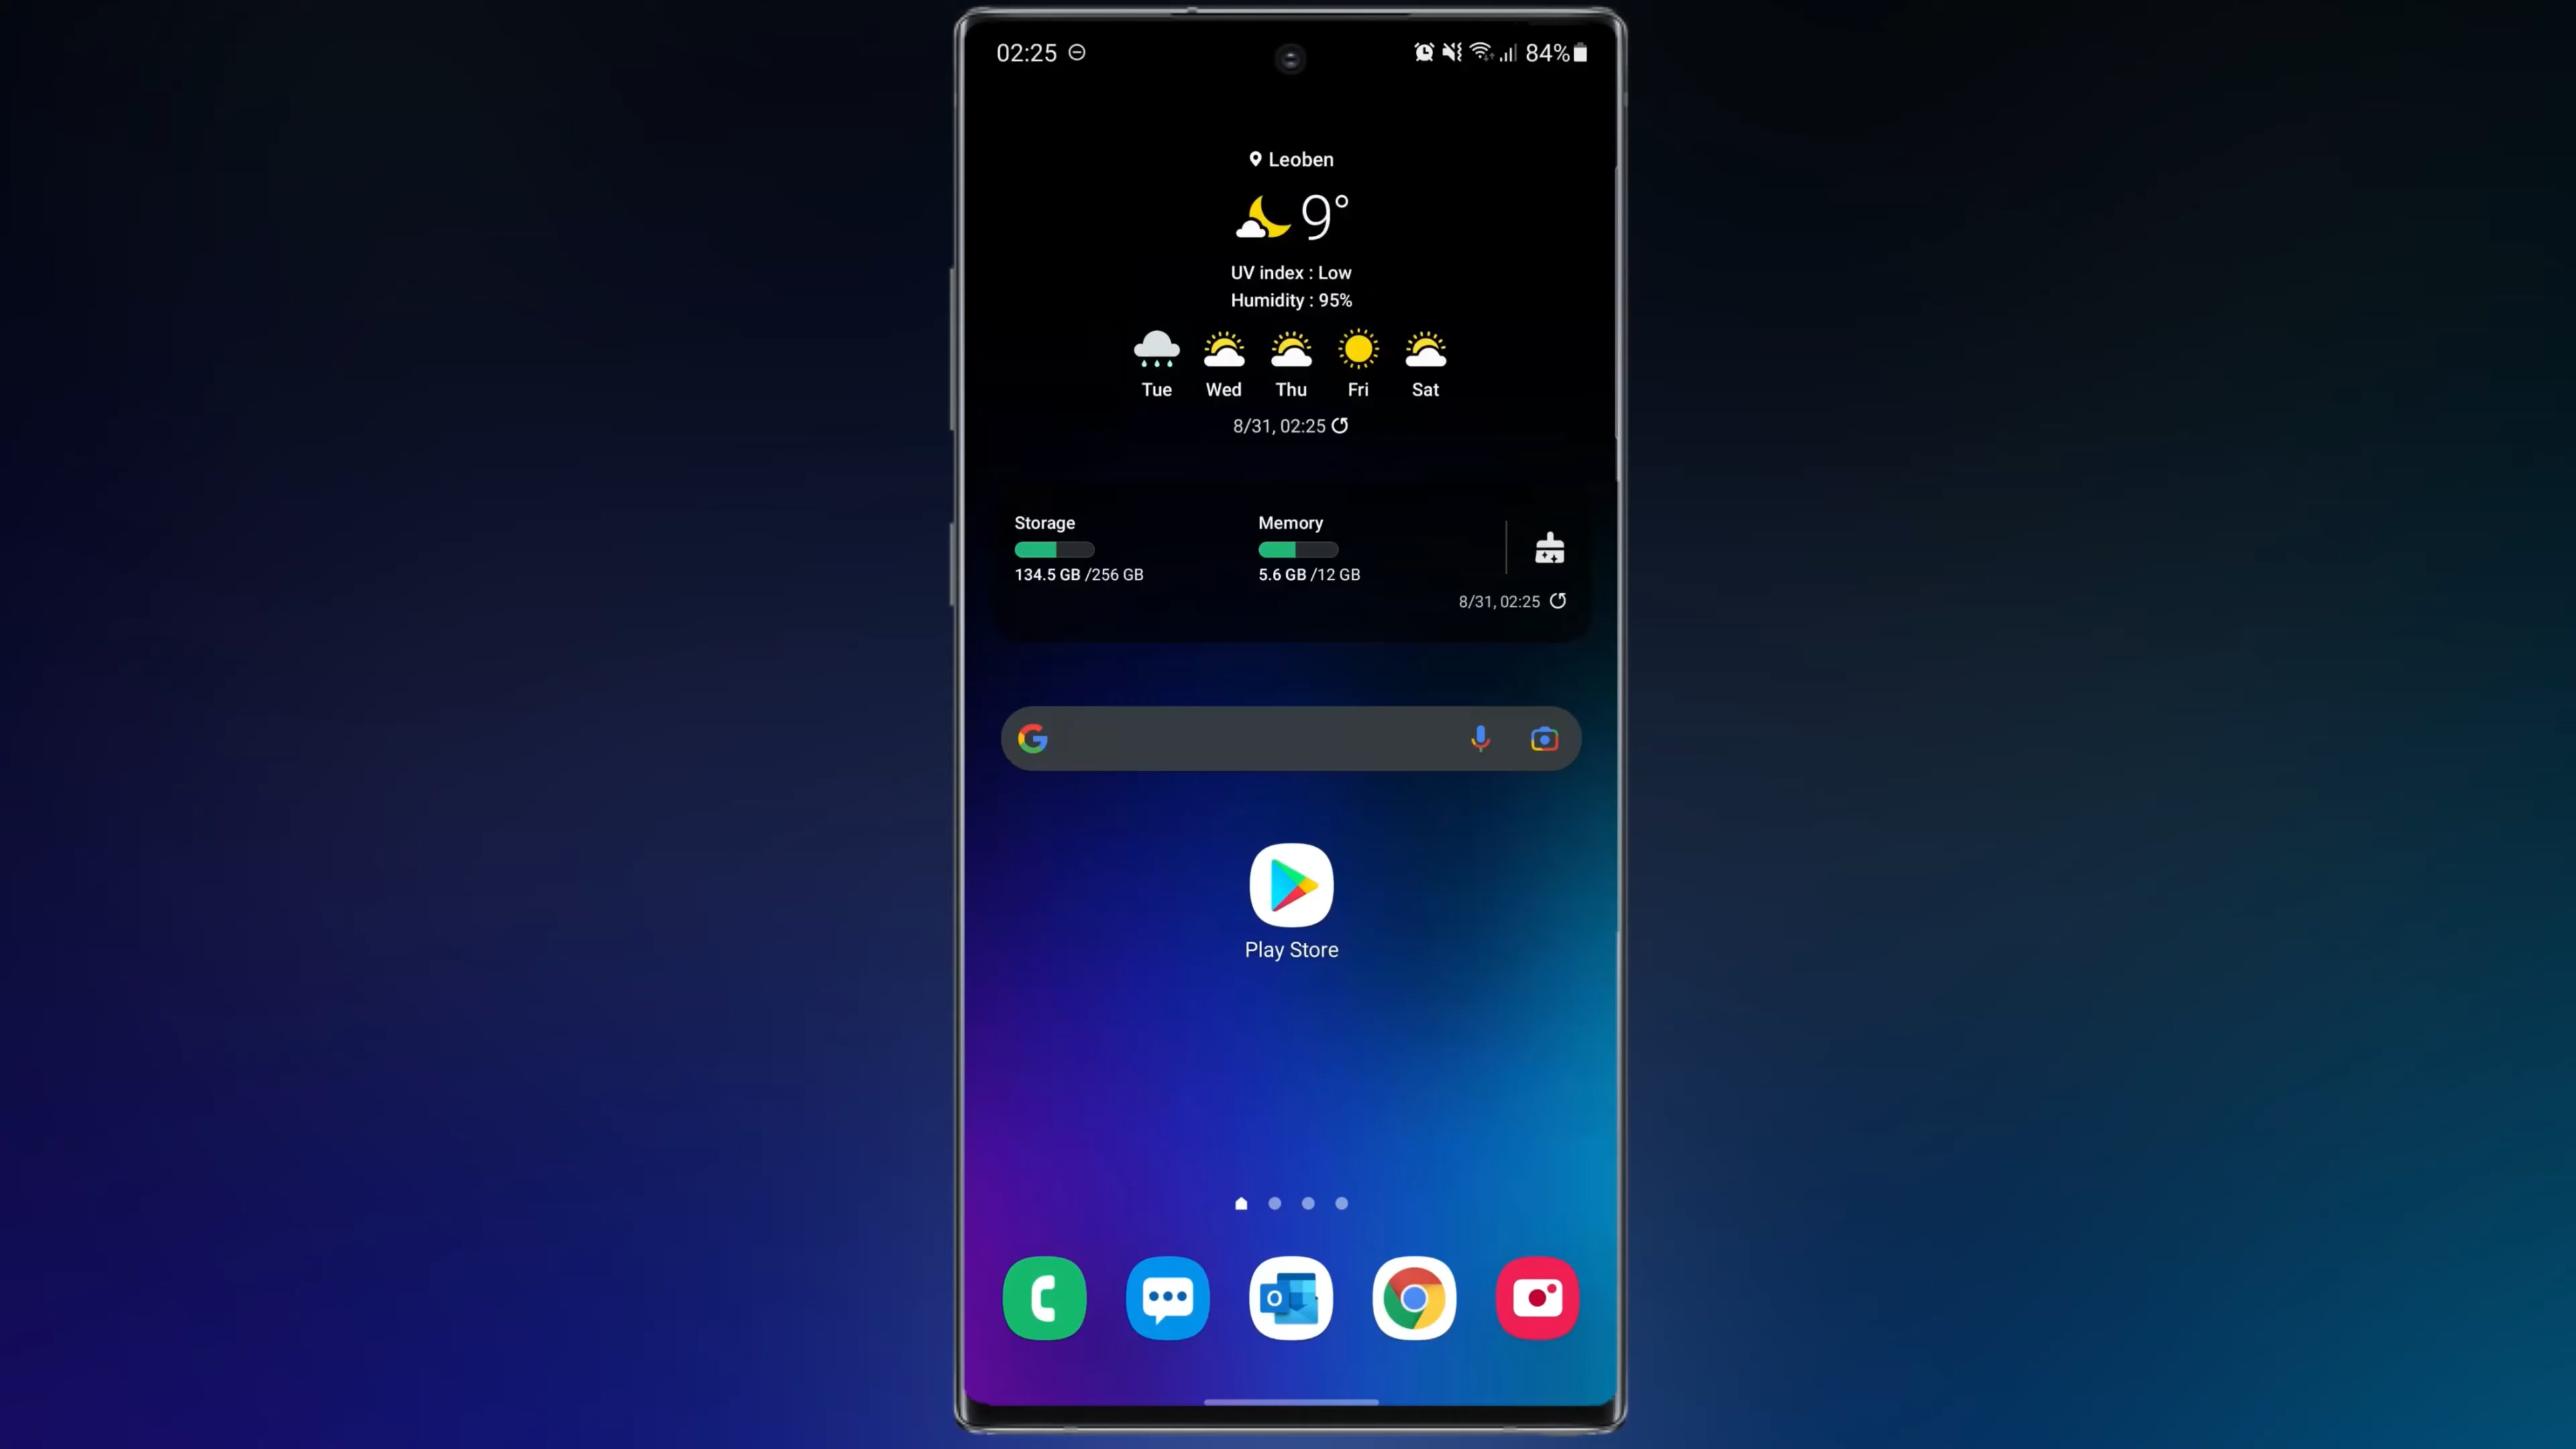 02:25
84%
Leoben
9°
UV index : Low
Humidity : 95%
Tue Wed Thu Fri Sat
8/31, 02:25
Storage Memory
134.5 GB /256 GB 5.6 GB /12 GB
8/31, 02:25
Play Store